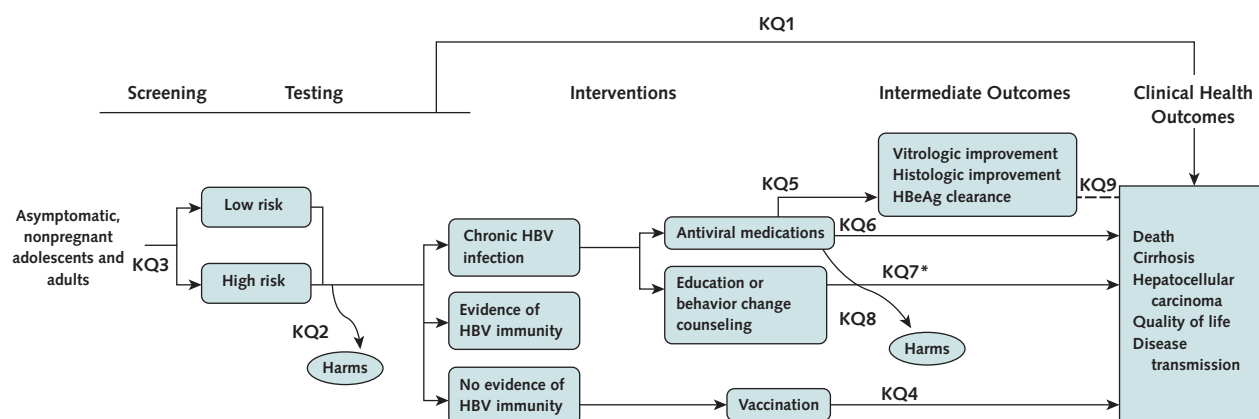 KQ1
Screening
Testing
Interventions
Intermediate Outcomes
Clinical Health
Outcomes
Asymptomatic,
nonpregnant
adolescents and
adults
KQ3
Low risk
High risk
KQ2
Harms
Chronic HBV
infection
Evidence of
HBV immunity
No evidence of
HBV immunity
Antiviral medications
Education or
behavior change
counseling
Vaccination
KQ5
Vitrologic improvement
Histologic improvement
HBeAg clearance
KQ9
KQ6
KQ7*
KQ8
Harms
KQ4
Death
Cirrhosis
Hepatocellular
carcinoma
Quality of life
Disease
transmission